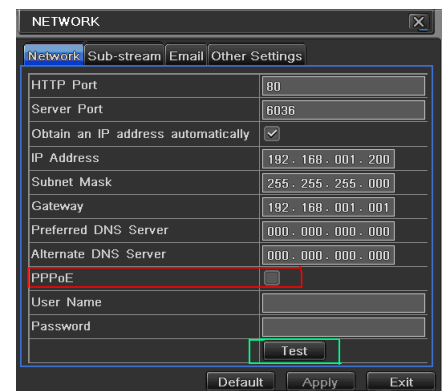 NETWORK
Network Sub-stream Email Other Settings
HTTP Port 80
Server Port 6036
Obtain an IP address automatically
IP Address 192. 168. 001. 200
Subnet Mask 255. 255. 255. 000
Gateway 192. 168. 001. 001
Preferred DNS Server 000. 000. 000. 000
Alternate DNS Server 000. 000. 000. 000
PPPoE
User Name
Password
Test
Default Apply Exit